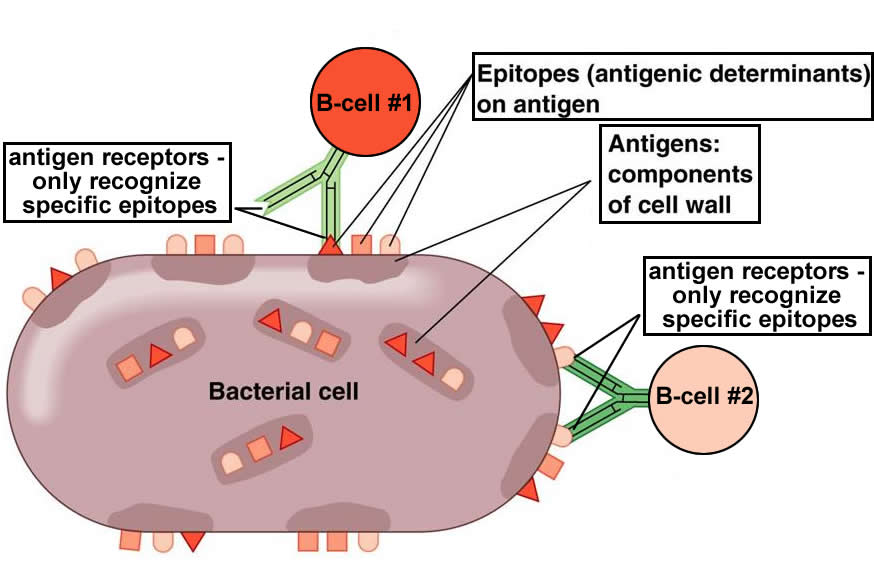 B-cell #1
Epitopes (antigenic determinants)
on antigen
antigen receptors -
only recognize
specific epitopes
Antigens:
components
of cell wall
antigen receptors -
only recognize
specific epitopes
Bacterial cell
B-cell #2